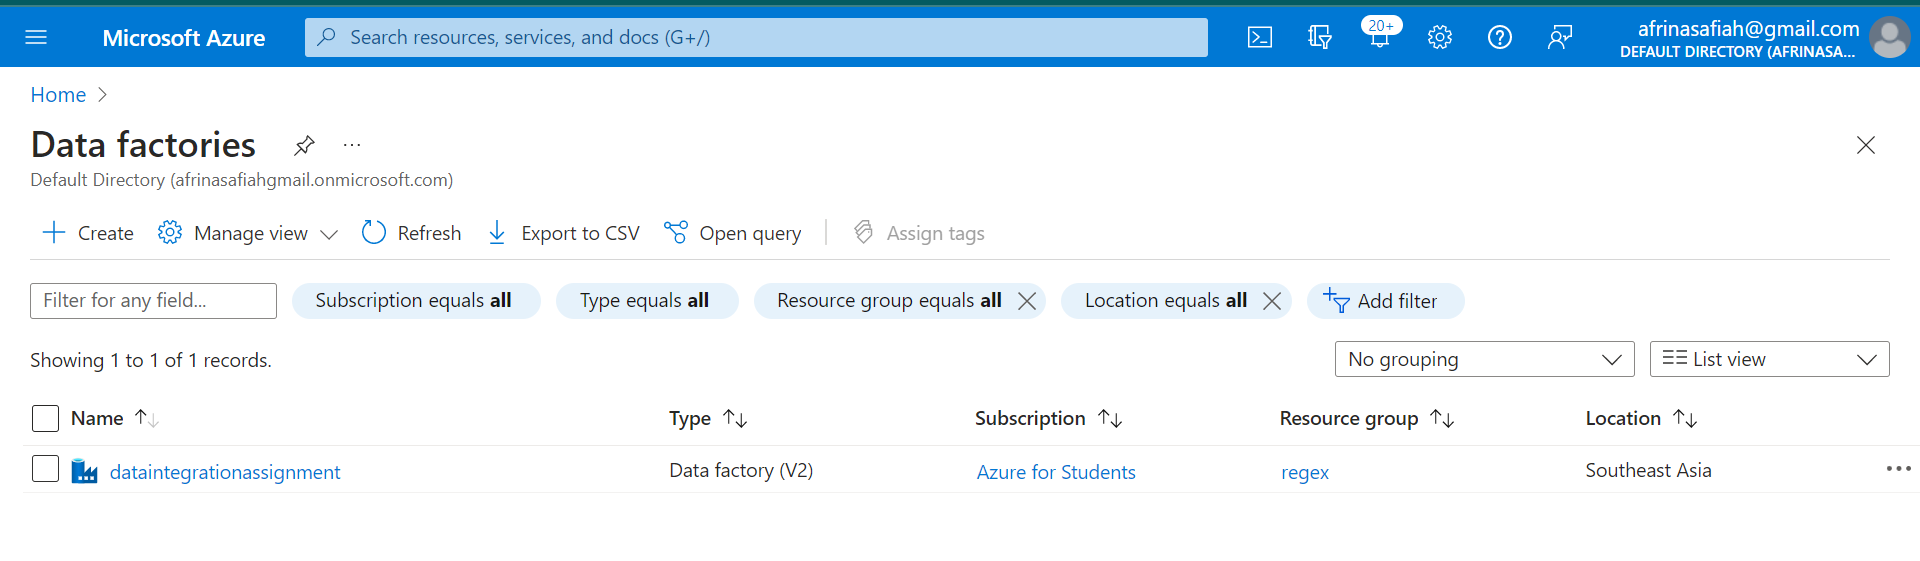 Microsoft Azure
Search resources, services, and docs (G+/)
20+
afrinasafiah@gmail.com
DEFAULT DIRECTORY (AFRINASA...
Home
Data factories
Default Directory (afrinasafiahgmail.onmicrosoft.com)
Create Manage view Refresh Export to CSV Open query Assign tags
Filter for any field... Subscription equals all Type equals all Resource group equals all Location equals all Add filter
Showing 1 to 1 of 1 records. No grouping List view
Name Type Subscription Resource group Location
dataintegrationassignment Data factory (V2) Azure for Students regex Southeast Asia